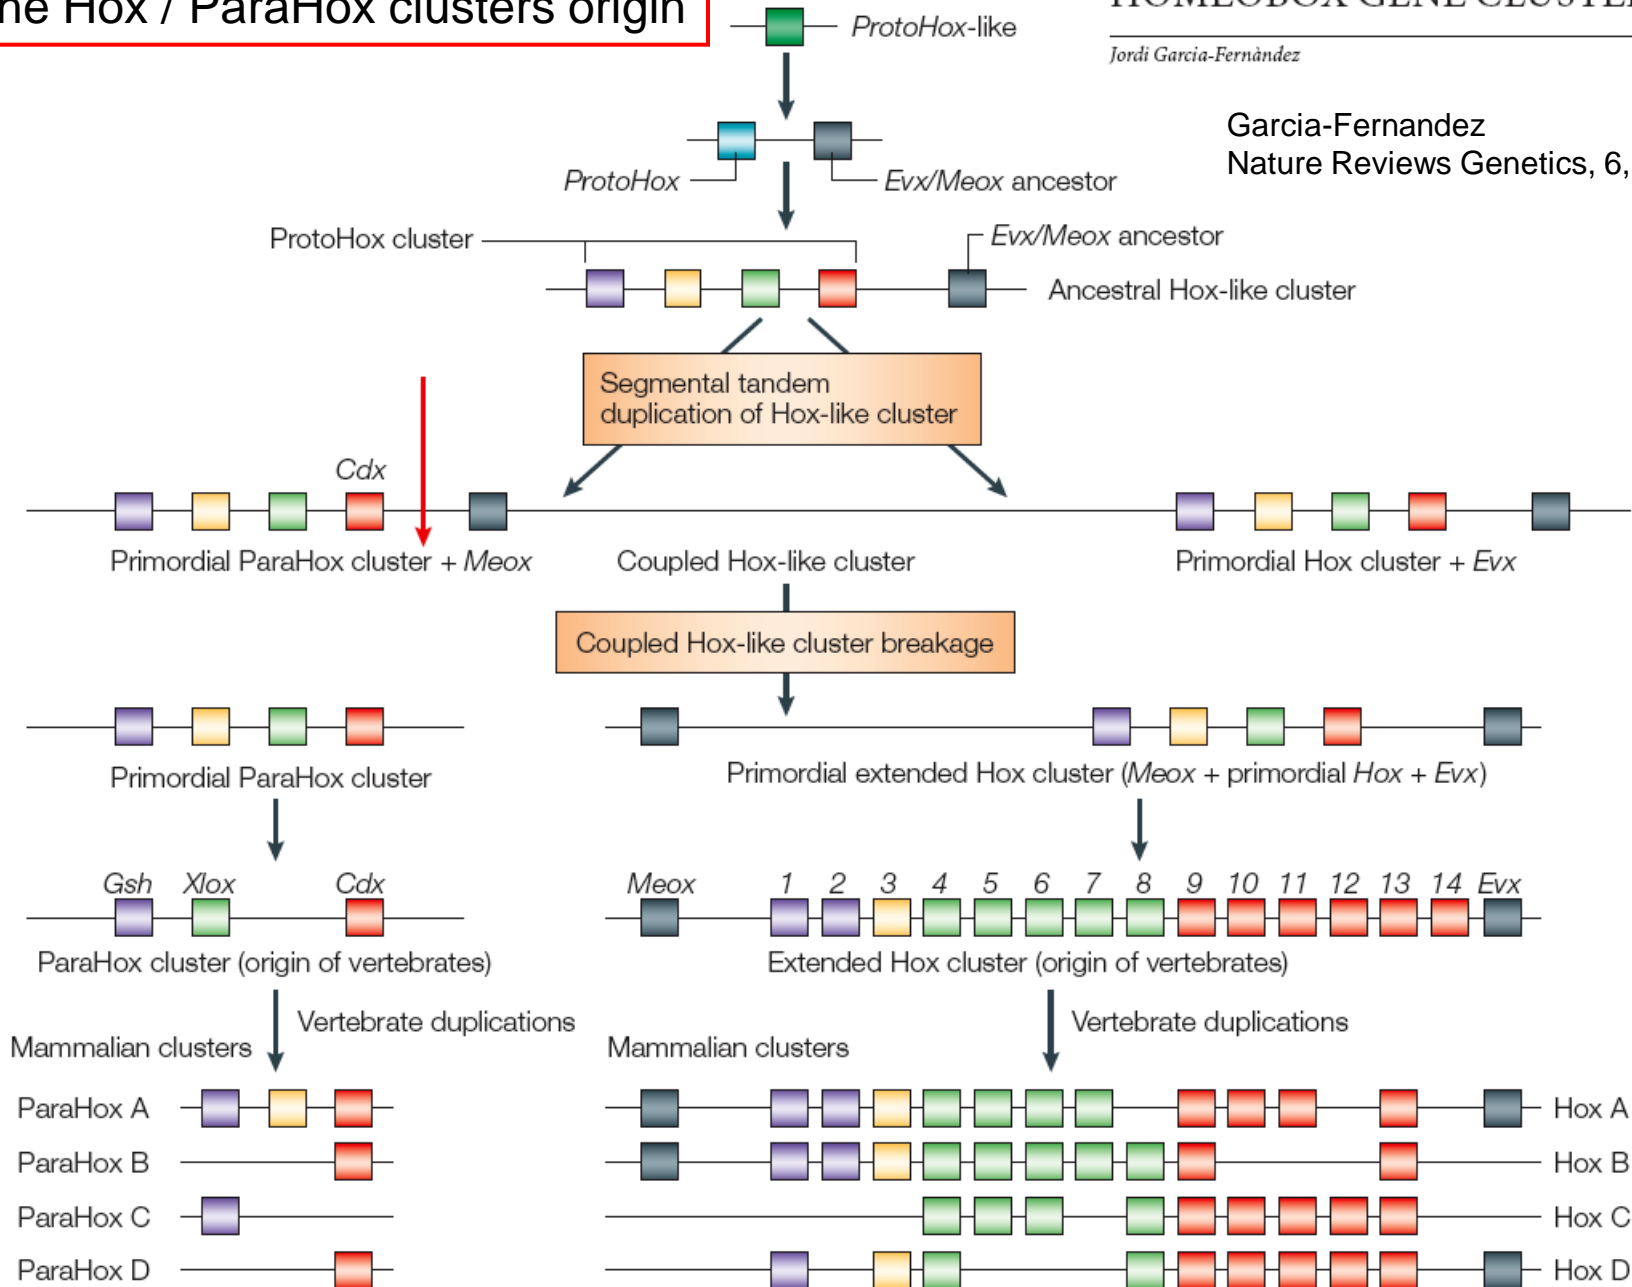 he Hox / ParaHox clusters origin
ProtoHox-like
Jordi Garcia-Fernàndez
Garcia-Fernandez
Nature Reviews Genetics, 6,
ProtoHox
Evx/Meox ancestor
ProtoHox cluster
Evx/Meox ancestor
Ancestral Hox-like cluster
Segmental tandem
duplication of Hox-like cluster
Cdx
Primordial ParaHox cluster + Meox
Coupled Hox-like cluster
Primordial Hox cluster + Evx
Coupled Hox-like cluster breakage
Primordial ParaHox cluster
Primordial extended Hox cluster (Meox + primordial Hox + Evx)
Gsh Xlox Cdx
Meox 1 2 3 4 5 6 7 8 9 10 11 12 13 14 Evx
ParaHox cluster (origin of vertebrates)
Extended Hox cluster (origin of vertebrates)
Vertebrate duplications
Vertebrate duplications
Mammalian clusters
Mammalian clusters
ParaHox A
Hox A
ParaHox B
Hox B
ParaHox C
Hox C
ParaHox D
Hox D